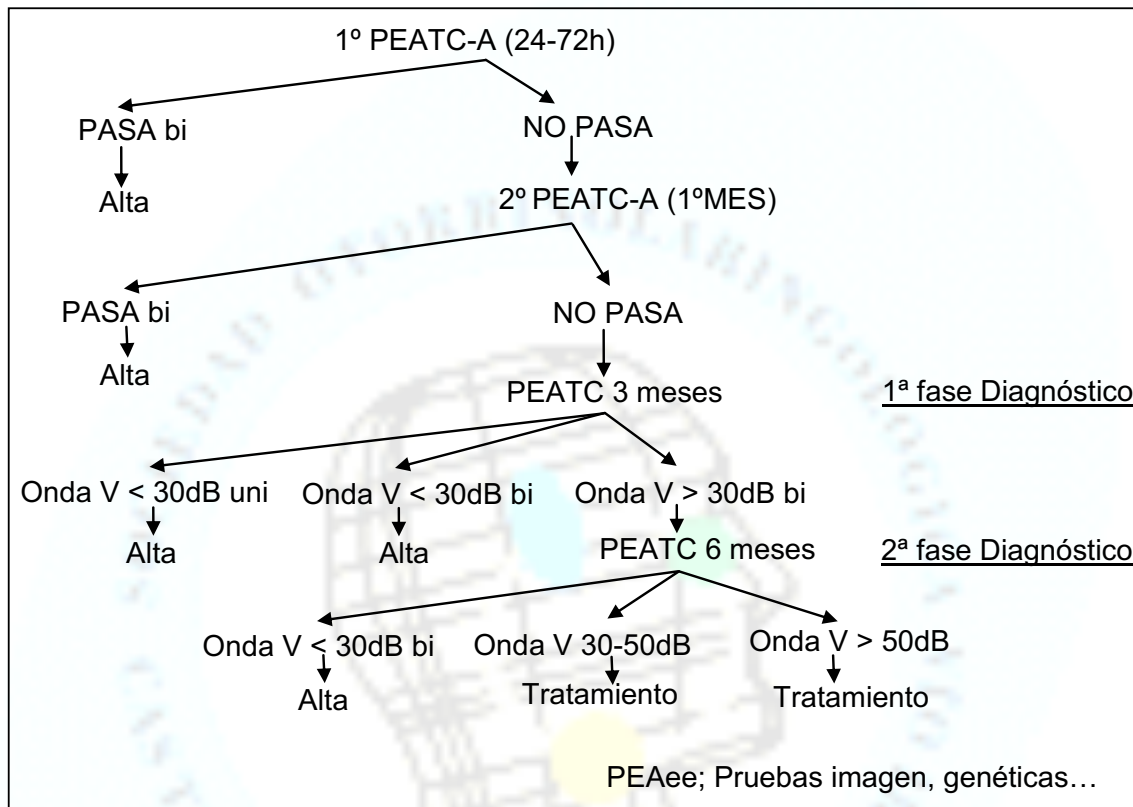 1º PEATC-A (24-72h)
PASA bi
NO PASA
Alta
2º PEATC-A (1ºMES)
PASA bi
NO PASA
Alta
PEATC 3 meses
1ª fase Diagnóstico
Onda V < 30dB uni
Onda V < 30dB bi
Onda V > 30dB bi
Alta
Alta
PEATC 6 meses
2ª fase Diagnóstico
Onda V < 30dB bi
Onda V 30-50dB
Onda V > 50dB
Alta
Tratamiento
Tratamiento
PEAee; Pruebas imagen, genéticas…